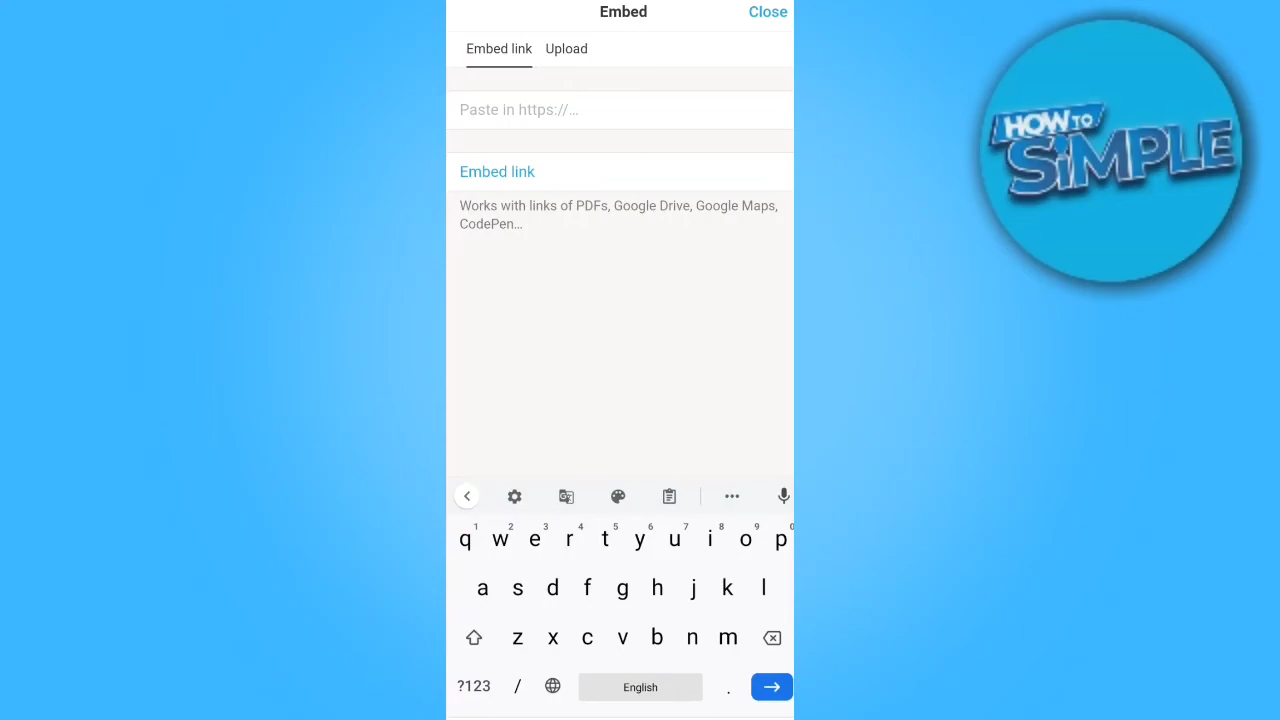 Embed
Close
Embed link
Upload
Paste in https://…
Embed link
Works with links of PDFs, Google Drive, Google Maps,
CodePen…
HOW TO
SiMPLE
1 2 3 4 5 6 7 8 9 0
q w e r t y u i o p
a s d f g h j k l
z x c v b n m
?123 / English .